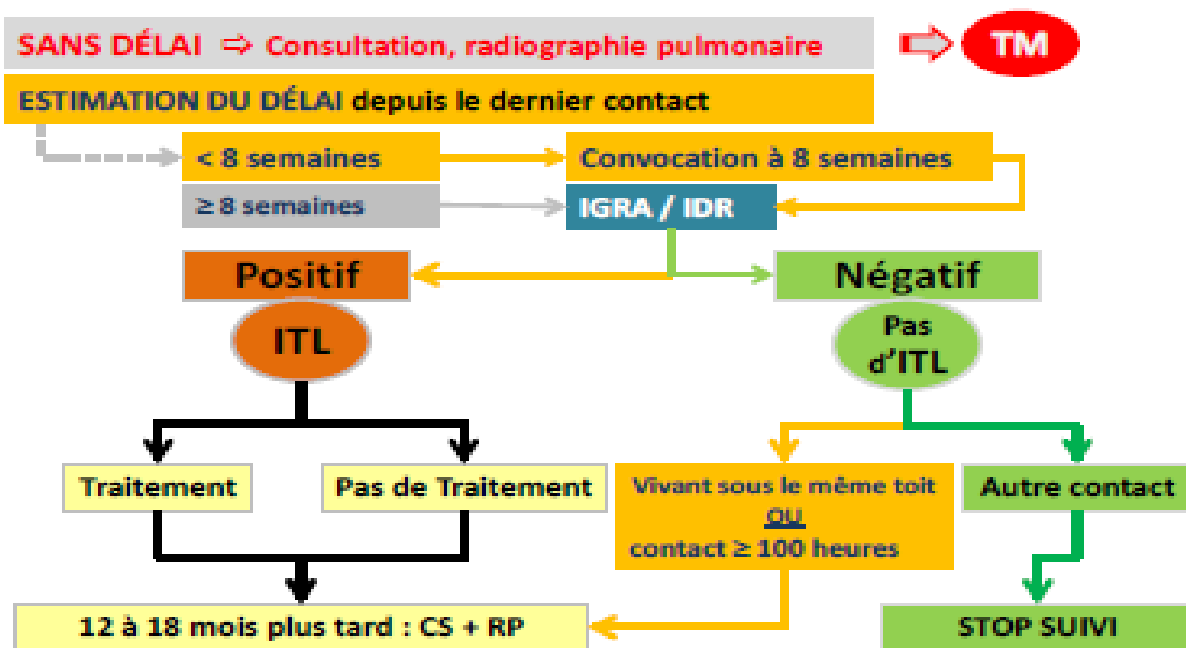 SANS DÉLAI ⇨ Consultation, radiographie pulmonaire
TM
ESTIMATION DU DÉLAI depuis le dernier contact
< 8 semaines
Convocation à 8 semaines
≥ 8 semaines
IGRA / IDR
Positif
Négatif
ITL
Pas
d'ITL
Traitement
Pas de Traitement
Vivant sous le même toit
OU
contact ≥ 100 heures
Autre contact
12 à 18 mois plus tard : CS + RP
STOP SUIVI